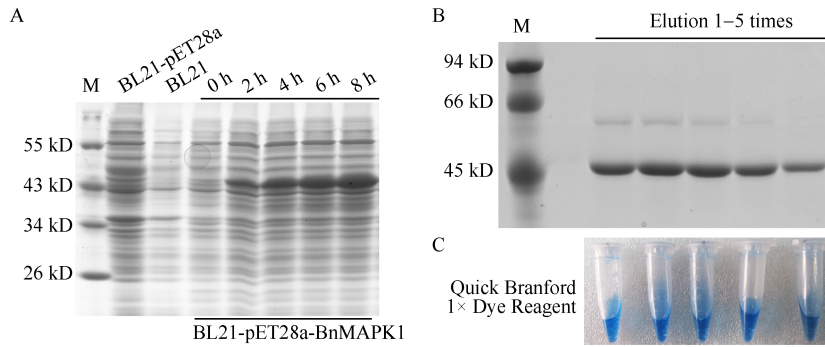 A
M
BL21-pET28a
BL21
0 h
2 h
4 h
6 h
8 h
55 kD
43 kD
34 kD
26 kD
BL21-pET28a-BnMAPK1
B
M
Elution 1–5 times
94 kD
66 kD
45 kD
C
Quick Branford
1× Dye Reagent